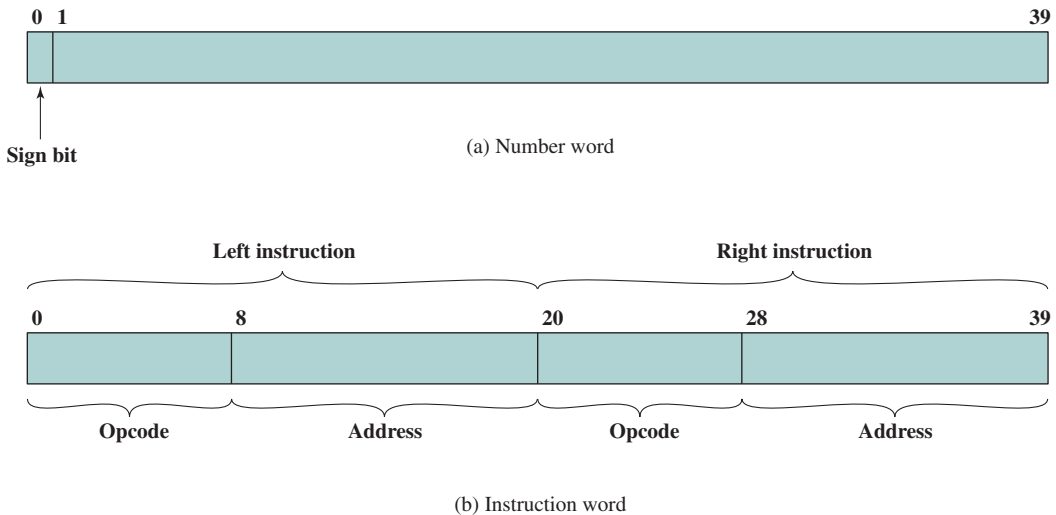 0 1 39
Sign bit
(a) Number word
Left instruction Right instruction
0 8 20 28 39
Opcode Address Opcode Address
(b) Instruction word